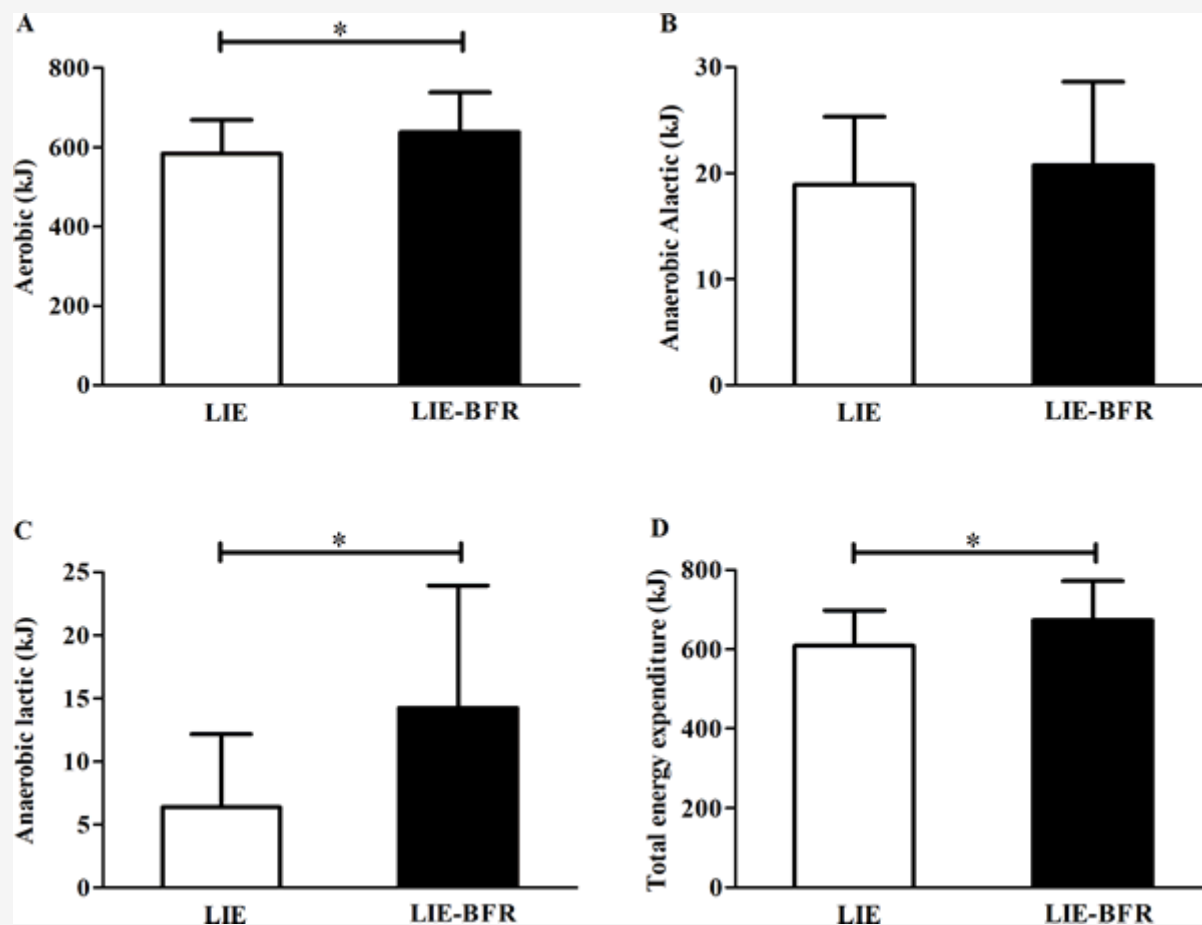 A
*
Aerobic (kJ)
800
600
400
200
0
LIE
LIE-BFR
B
Anaerobic Alactic (kJ)
30
20
10
0
LIE
LIE-BFR
C
*
Anaerobic lactic (kJ)
25
20
15
10
5
0
LIE
LIE-BFR
D
*
Total energy expenditure (kJ)
800
600
400
200
0
LIE
LIE-BFR